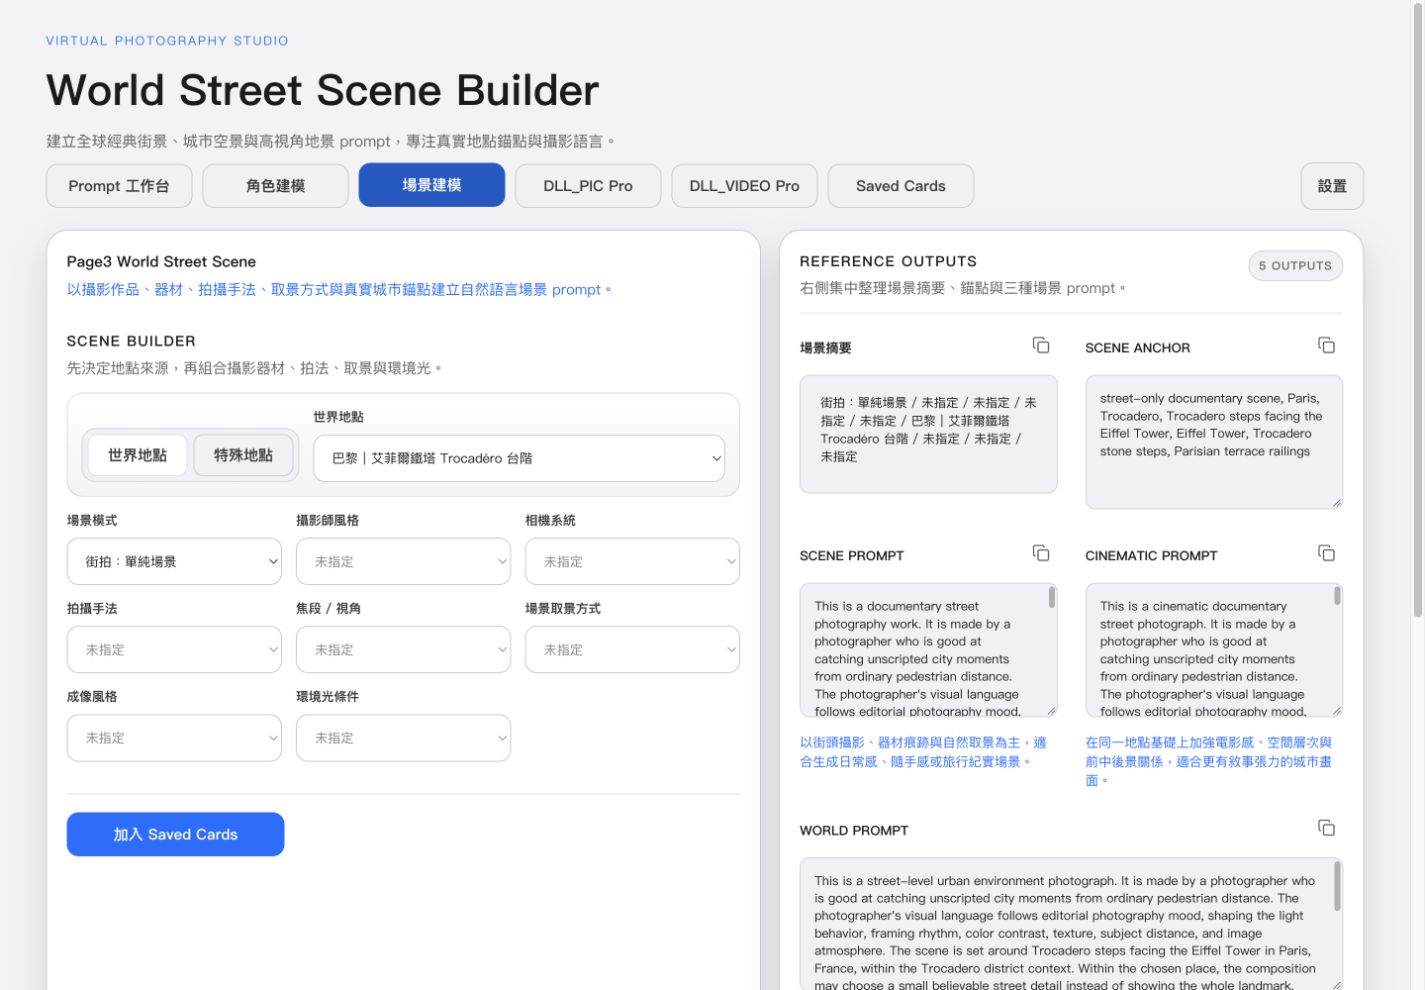 VIRTUAL PHOTOGRAPHY STUDIO
World Street Scene Builder
建立全球經典街景、城市空景與高視角地景 prompt，專注真實地點錨點與攝影語言。
Prompt 工作台
角色建模
場景建模
DLL_PIC Pro
DLL_VIDEO Pro
Saved Cards
設置
Page3 World Street Scene
以攝影作品、器材、拍攝手法、取景方式與真實城市錨點建立自然語言場景 prompt。
SCENE BUILDER
先決定地點來源，再組合攝影器材、拍法、取景與環境光。
世界地點
特殊地點
世界地點
巴黎｜艾菲爾鐵塔 Trocadéro 台階
場景模式
攝影師風格
相機系統
街拍：單純場景
未指定
未指定
拍攝手法
焦段 / 視角
場景取景方式
未指定
未指定
未指定
成像風格
環境光條件
未指定
未指定
加入 Saved Cards
REFERENCE OUTPUTS
5 OUTPUTS
右側集中整理場景摘要、錨點與三種場景 prompt。
場景摘要
街拍：單純場景 / 未指定 / 未指定 / 未
指定 / 未指定 / 巴黎｜艾菲爾鐵塔
Trocadéro 台階 / 未指定 / 未指定 /
未指定
SCENE ANCHOR
street-only documentary scene, Paris,
Trocadero, Trocadero steps facing the
Eiffel Tower, Eiffel Tower, Trocadero
stone steps, Parisian terrace railings
SCENE PROMPT
This is a documentary street
photography work. It is made by a
photographer who is good at
catching unscripted city moments
from ordinary pedestrian distance.
The photographer's visual language
follows editorial photography mood,
以街頭攝影、器材痕跡與自然取景為主，適
合生成日常感、隨手感或旅行紀實場景。
CINEMATIC PROMPT
This is a cinematic documentary
street photograph. It is made by a
photographer who is good at
catching unscripted city moments
from ordinary pedestrian distance.
The photographer's visual language
follows editorial photography mood,
在同一地點基礎上加強電影感、空間層次與
前中後景關係，適合更有敘事張力的城市畫
面。
WORLD PROMPT
This is a street-level urban environment photograph. It is made by a photographer who
is good at catching unscripted city moments from ordinary pedestrian distance. The
photographer's visual language follows editorial photography mood, shaping the light
behavior, framing rhythm, color contrast, texture, subject distance, and image
atmosphere. The scene is set around Trocadero steps facing the Eiffel Tower in Paris,
France, within the Trocadero district context. Within the chosen place, the composition
may choose a small believable street detail instead of showing the whole landmark,